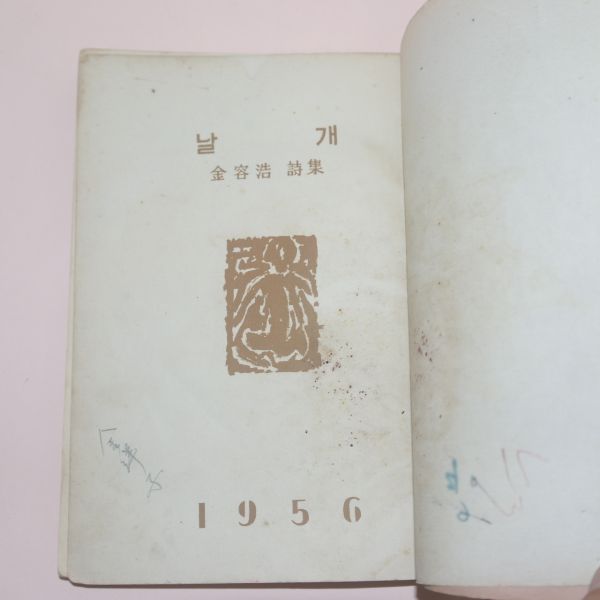 날 개
金容浩 詩集
1956